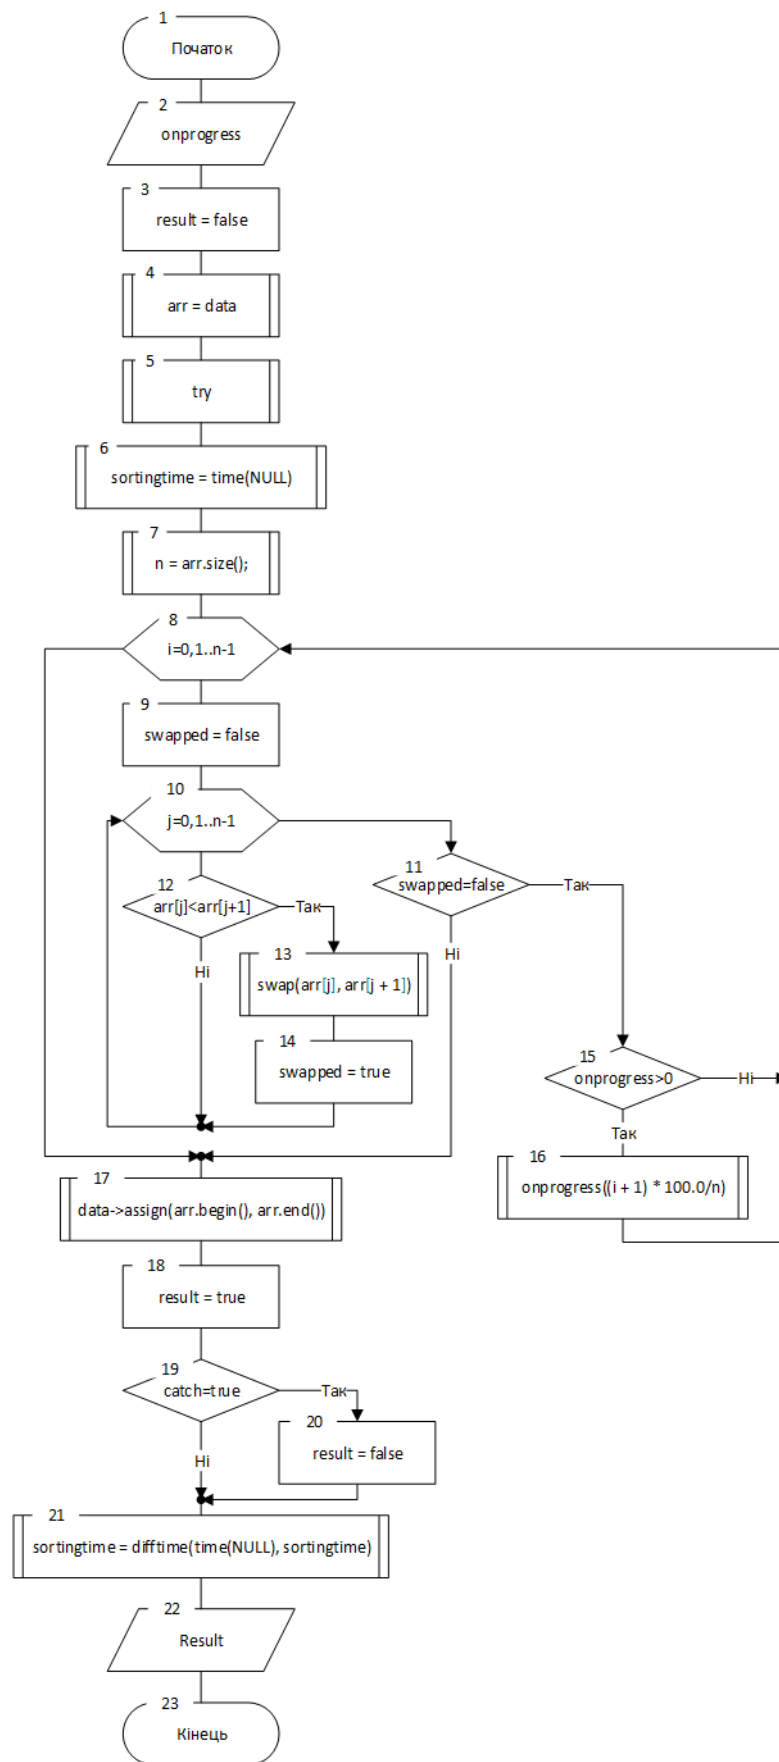 1
Початок
2
onprogress
3
result = false
4
arr = data
5
try
6
sortingtime = time(NULL)
7
n = arr.size();
8
i=0,1..n-1
9
swapped = false
10
j=0,1..n-1
11
swapped=false
Так
Ні
12
arr[j]<arr[j+1]
Так
Ні
13
swap(arr[j], arr[j + 1])
14
swapped = true
15
onprogress>0
Ні
Так
16
onprogress((i + 1) * 100.0/n)
17
data->assign(arr.begin(), arr.end())
18
result = true
19
catch=true
Так
Ні
20
result = false
21
sortingtime = difftime(time(NULL), sortingtime)
22
Result
23
Кінець